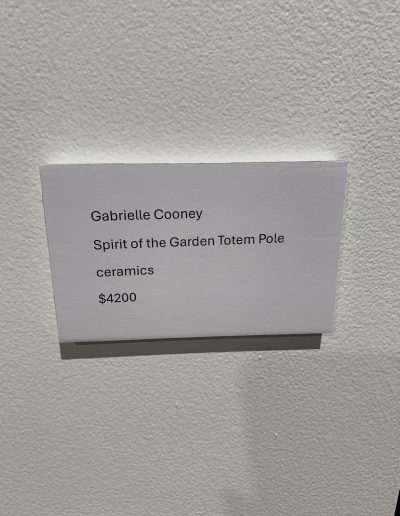 Gabrielle Cooney
Spirit of the Garden Totem Pole
ceramics
$4200